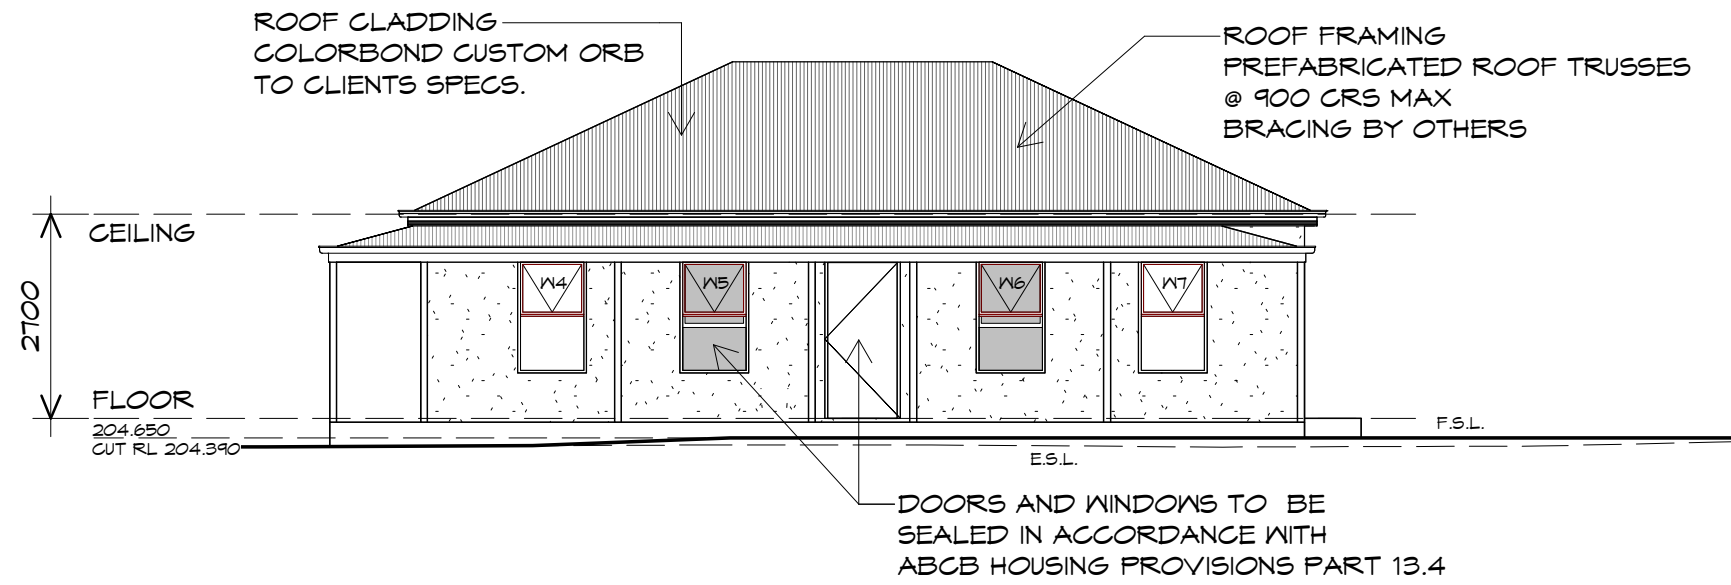 ROOF CLADDING
COLORBOND CUSTOM ORB
TO CLIENTS SPECS.
ROOF FRAMING
PREFABRICATED ROOF TRUSSES
@ 900 CRS MAX
BRACING BY OTHERS
CEILING
2700
W4
W5
W6
W7
FLOOR
204.650
CUT RL 204.390
F.S.L.
E.S.L.
DOORS AND WINDOWS TO BE
SEALED IN ACCORDANCE WITH
ABCB HOUSING PROVISIONS PART 13.4